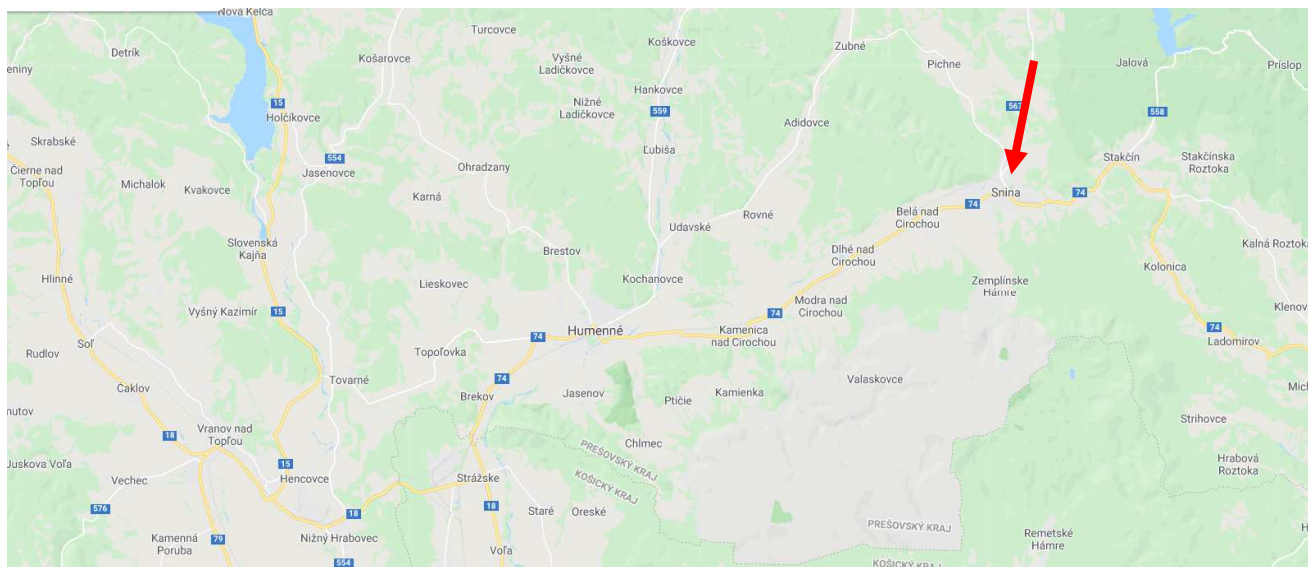 Nová Kelča
Turcovce
Koškovce
Zubné
Detrík
Košarovce
Vyšné
Ladičkovce
Pichne
Jalová
Príslop
eniny
Hankovce
15
Holčíkovce
Nižné
Ladičkovce
559
567
558
Adidovce
Skrabské
Ľubiša
554
Jasenovce
Ohradzany
Stakčín
Stakčínska
Roztoka
Čierne nad
Topľou
Michalok
Kvakovce
Karná
Snina
74
74
Belá nad
Cirochou
Rovné
Udavské
Slovenská
Kajňa
Brestov
Dlhé nad
Cirochou
Kalná Roztoka
Kolonica
Hlinné
Lieskovec
Kochanovce
Zemplínske
Hámre
Modra nad
Cirochou
Klenov
Vyšný Kazimír
15
74
Humenné
74
Kamenica
nad Cirochou
74
Ladomirov
Soľ
Rudlov
Topoľovka
Čaklov
Tovarné
74
Brekov
Jasenov
Ptičie
Kamienka
Valaskovce
Mich
nutov
Strihovce
Vranov nad
Topľou
18
Chlmec
PREŠOVSKÝ KRAJ
KOŠICKÝ KRAJ
Juskova Voľa
Vechec
15
Hencovce
Strážske
Hrabová
Roztoka
576
18
18
Staré
Oreské
PREŠOVSKÝ KRAJ
Kamenná
Poruba
79
Nižný Hrabovec
554
Voľa
Remetské
Hámre
H
KOŠICKÝ KRAJ